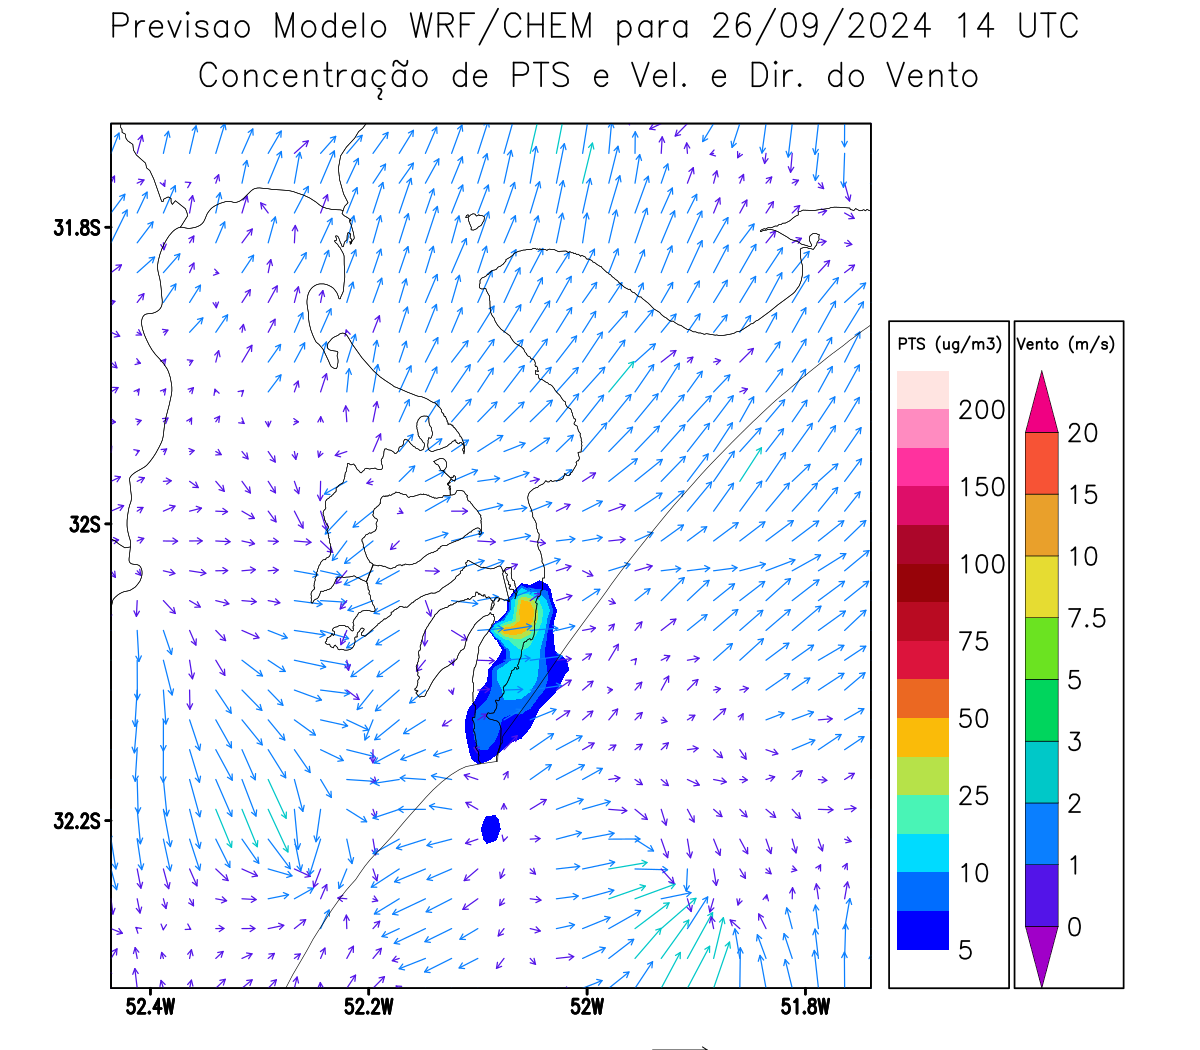 Previsao Modelo WRF/CHEM para 26/09/2024 14 UTC
Concentração de PTS e Vel. e Dir. do Vento
31.8S
32S
32.2S
52.4W
52.2W
52W
51.8W
PTS (ug/m3)
200
150
100
75
50
25
10
5
Vento (m/s)
20
15
10
7.5
5
3
2
1
0